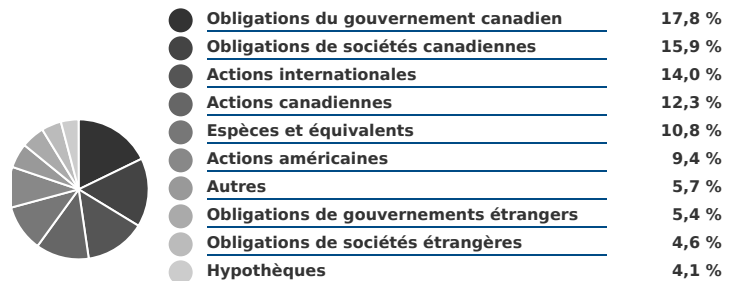 Obligations du gouvernement canadien 17,8 %
Obligations de sociétés canadiennes 15,9 %
Actions internationales 14,0 %
Actions canadiennes 12,3 %
Espèces et équivalents 10,8 %
Actions américaines 9,4 %
Autres 5,7 %
Obligations de gouvernements étrangers 5,4 %
Obligations de sociétés étrangères 4,6 %
Hypothèques 4,1 %